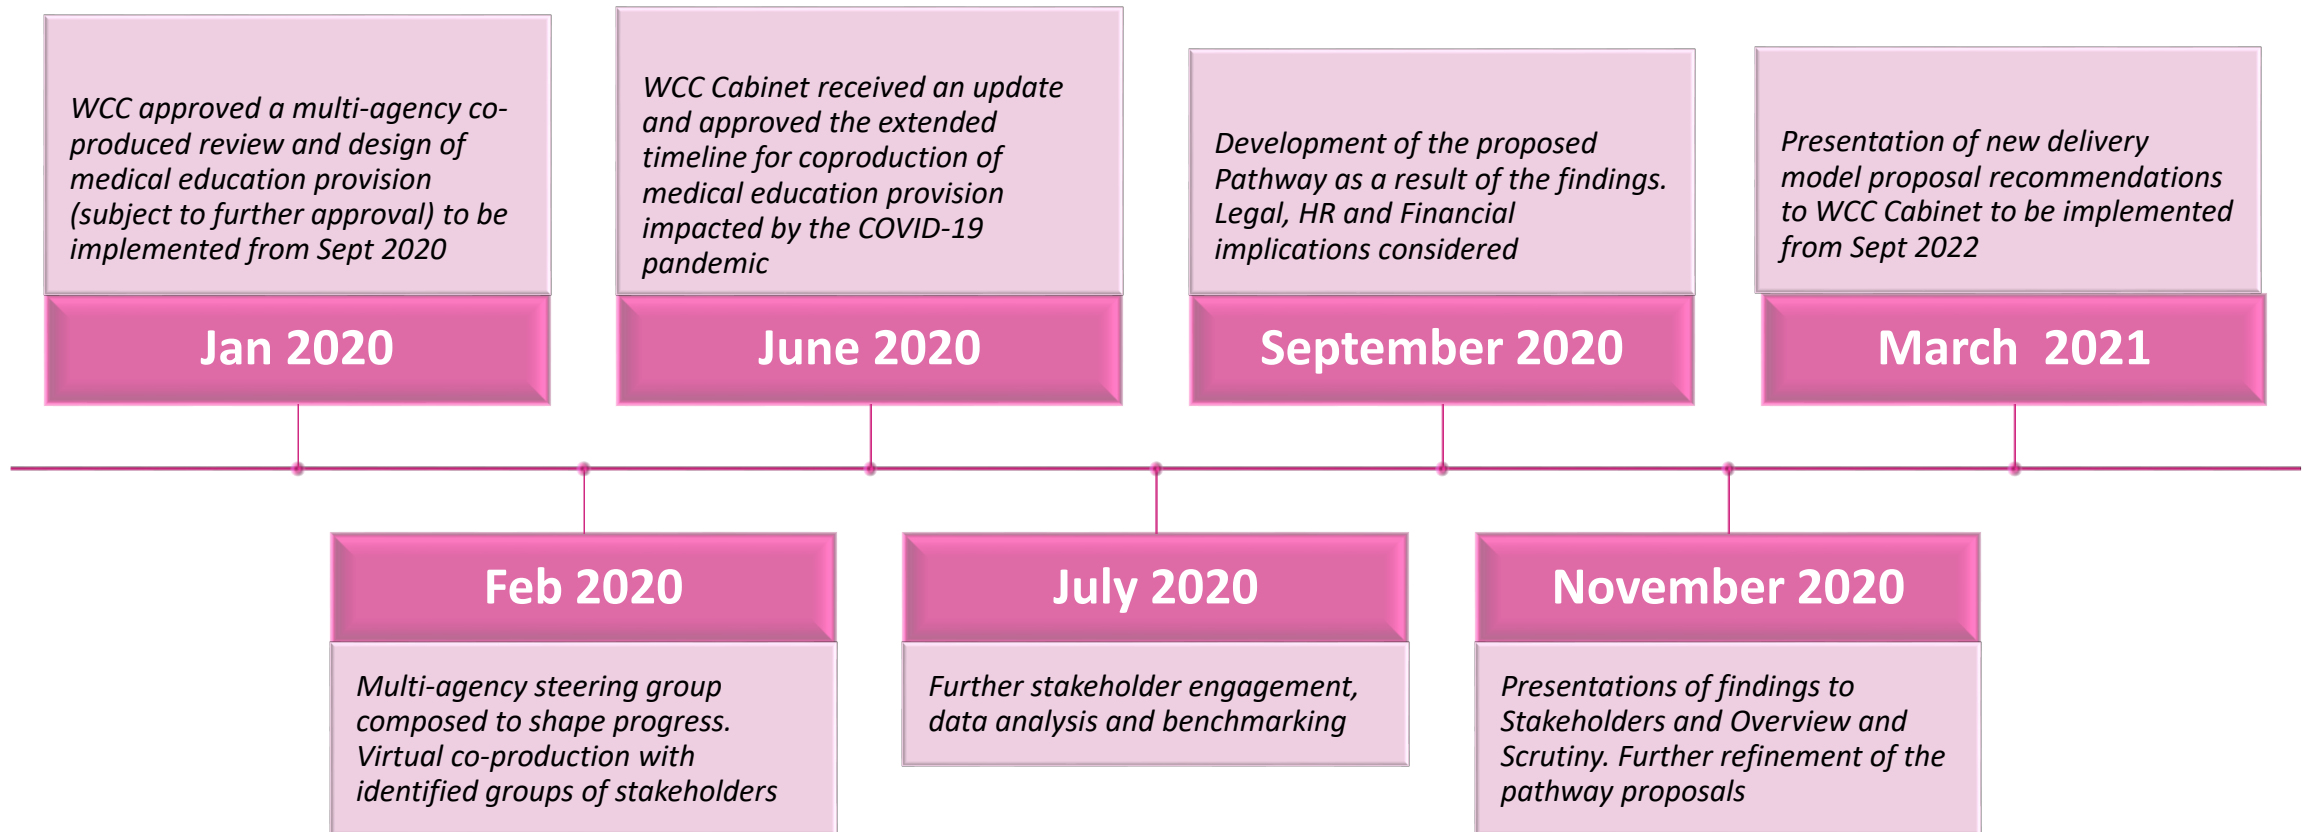 WCC approved a multi-agency co-
produced review and design of
medical education provision
(subject to further approval) to be
implemented from Sept 2020
Jan 2020
Multi-agency steering group
composed to shape progress.
Virtual co-production with
identified groups of stakeholders
Feb 2020
WCC Cabinet received an update
and approved the extended
timeline for coproduction of
medical education provision
impacted by the COVID-19
pandemic
June 2020
July 2020
Further stakeholder engagement,
data analysis and benchmarking
Development of the proposed
Pathway as a result of the findings.
Legal, HR and Financial
implications considered
September 2020
November 2020
Presentations of findings to
Stakeholders and Overview and
Scrutiny. Further refinement of the
pathway proposals
Presentation of new delivery
model proposal recommendations
to WCC Cabinet to be implemented
from Sept 2022
March  2021